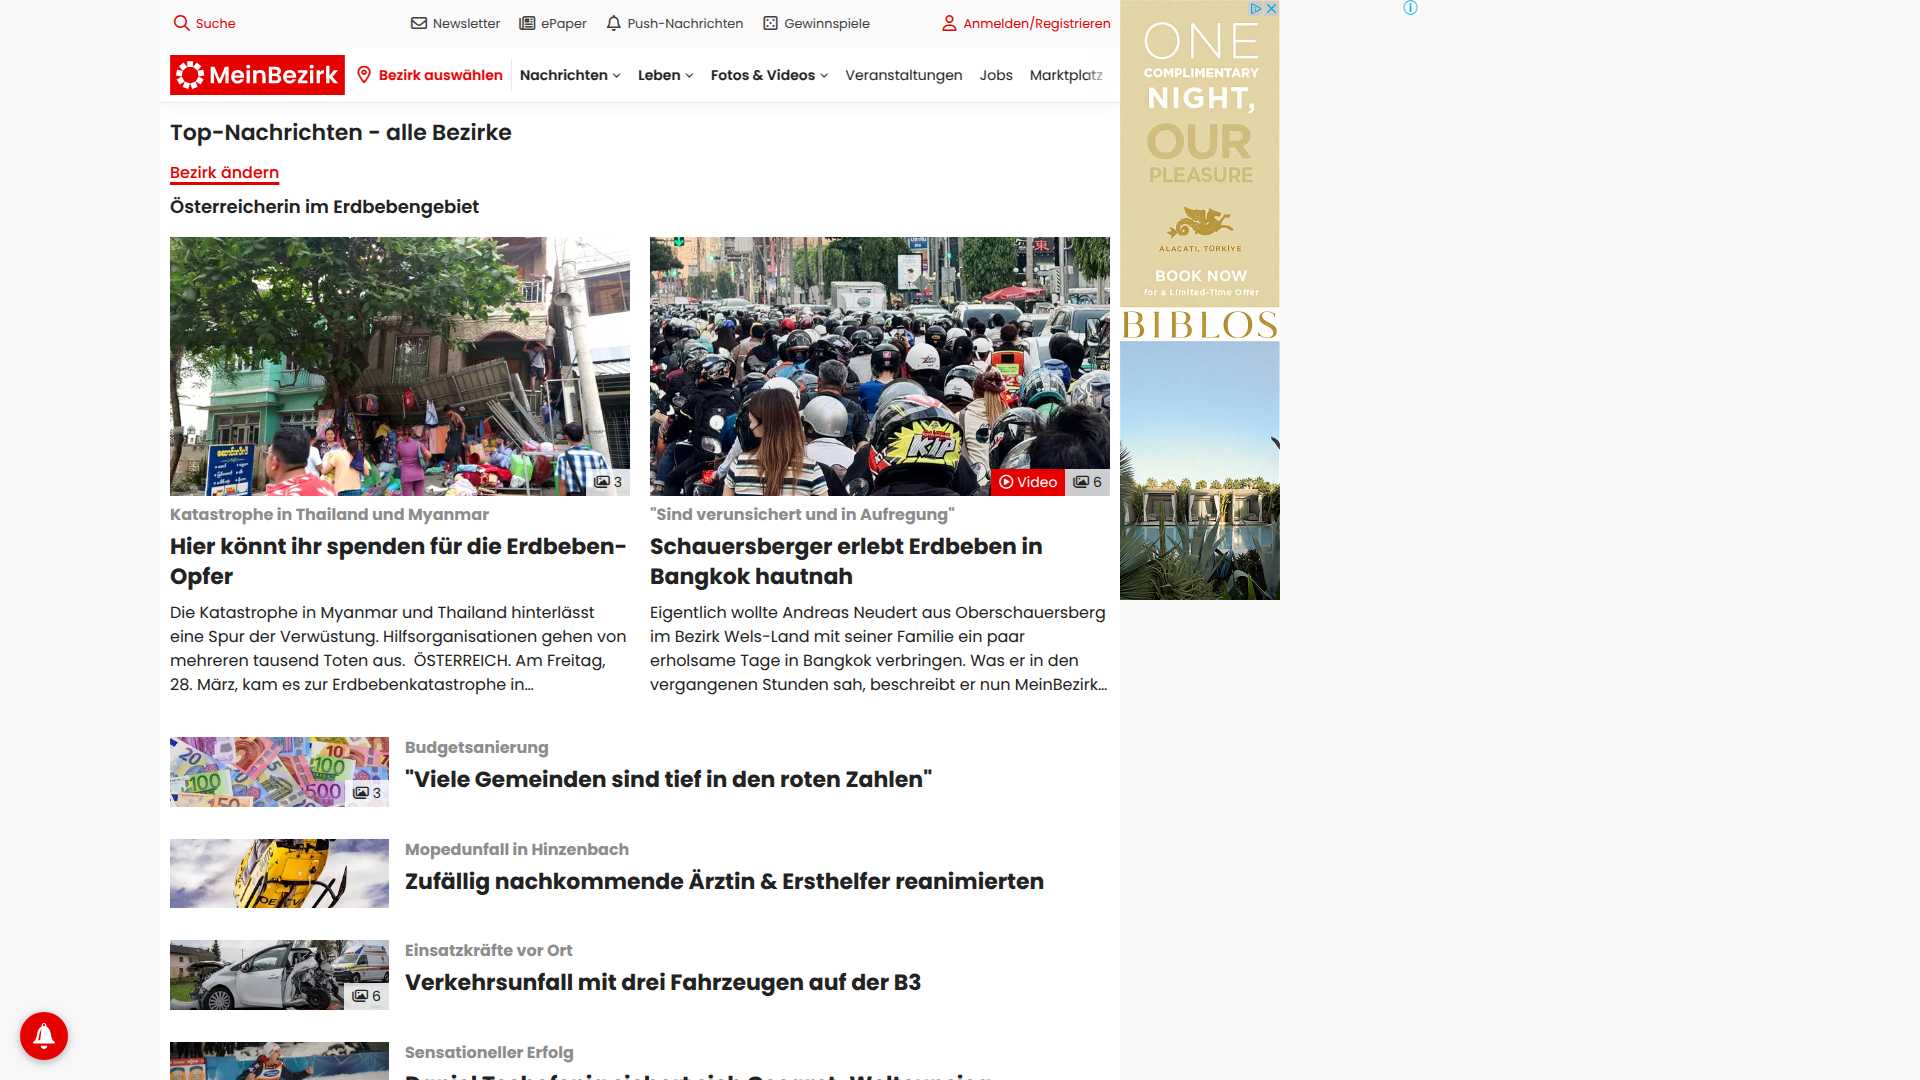 Suche
Newsletter
ePaper
Push-Nachrichten
Gewinnspiele
Anmelden/Registrieren
MeinBezirk
Bezirk auswählen
Nachrichten
Leben
Fotos & Videos
Veranstaltungen
Jobs
Marktplatz
Top-Nachrichten - alle Bezirke
Bezirk ändern
Österreicherin im Erdbebengebiet
3
KiP
Video
6
Katastrophe in Thailand und Myanmar
Hier könnt ihr spenden für die Erdbeben-
Opfer
Die Katastrophe in Myanmar und Thailand hinterlässt
eine Spur der Verwüstung. Hilfsorganisationen gehen von
mehreren tausend Toten aus. ÖSTERREICH. Am Freitag,
28. März, kam es zur Erdbebenkatastrophe in...
"Sind verunsichert und in Aufregung"
Schauersberger erlebt Erdbeben in
Bangkok hautnah
Eigentlich wollte Andreas Neudert aus Oberschauersberg
im Bezirk Wels-Land mit seiner Familie ein paar
erholsame Tage in Bangkok verbringen. Was er in den
vergangenen Stunden sah, beschreibt er nun MeinBezirk...
3
Budgetsanierung
"Viele Gemeinden sind tief in den roten Zahlen"
Mopedunfall in Hinzenbach
Zufällig nachkommende Ärztin & Ersthelfer reanimierten
6
Einsatzkräfte vor Ort
Verkehrsunfall mit drei Fahrzeugen auf der B3
Sensationeller Erfolg
ONE
COMPLIMENTARY
NIGHT,
OUR
PLEASURE
ALACATI, TÜRKİYE
BOOK NOW
for a Limited-Time Offer
BIBLOS